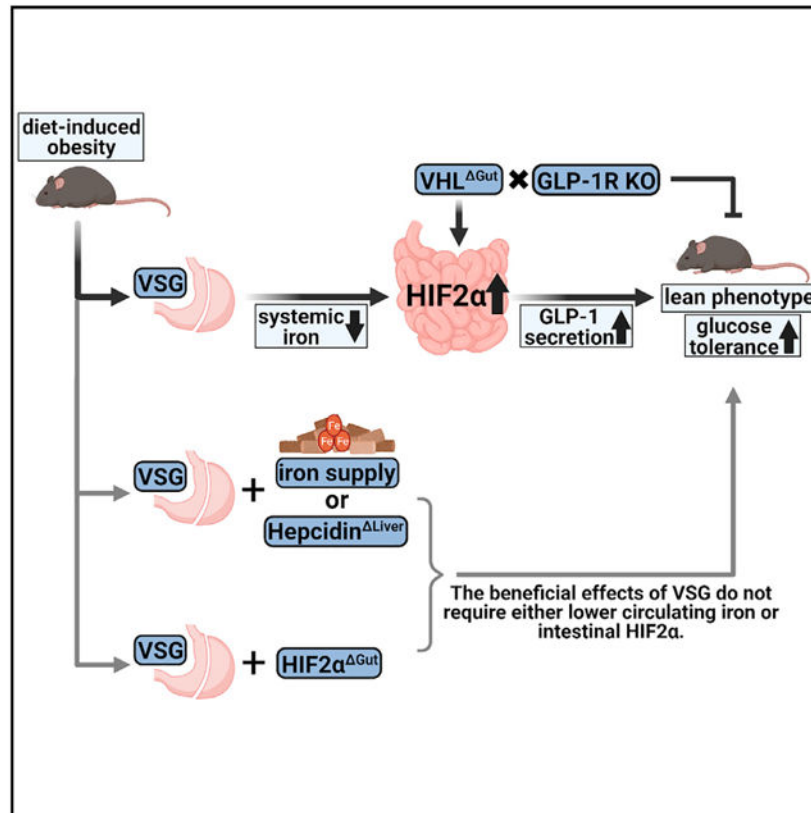 diet-induced
obesity
VHL^ΔGut ✖ GLP-1R KO
VSG
systemic
iron
HIF2α
GLP-1
secretion
lean phenotype
glucose
tolerance
VSG
+
Fe
Fe Fe
iron supply
or
Hepcidin^ΔLiver
The beneficial effects of VSG do not
require either lower circulating iron or
intestinal HIF2α.
VSG
+
HIF2α^ΔGut